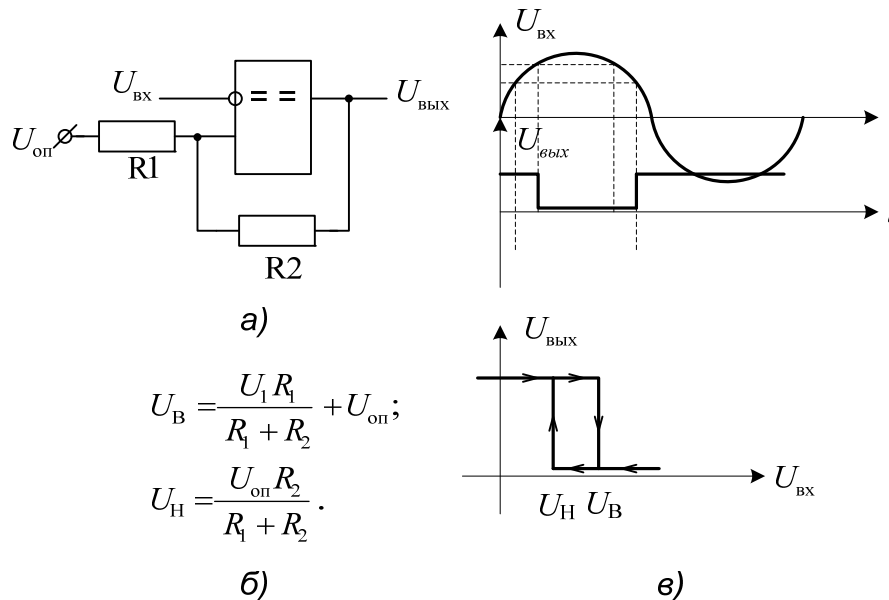 U_вх
= =
U_вых
U_оп
R1
R2
а)
U_В = U_1 R_1 / (R_1 + R_2) + U_оп;
U_Н = U_оп R_2 / (R_1 + R_2) .
б)
U_вх
U_вых
U_вых
U_Н U_В
U_вх
в)